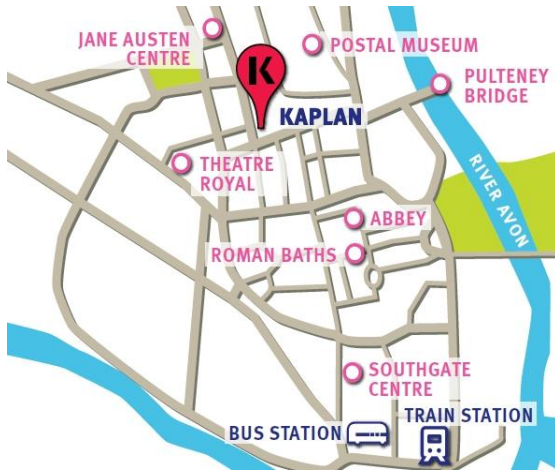 JANE AUSTEN
CENTRE
POSTAL MUSEUM
K
PULTENEY
BRIDGE
KAPLAN
THEATRE
ROYAL
RIVER AVON
ABBEY
ROMAN BATHS
SOUTHGATE
CENTRE
TRAIN STATION
BUS STATION